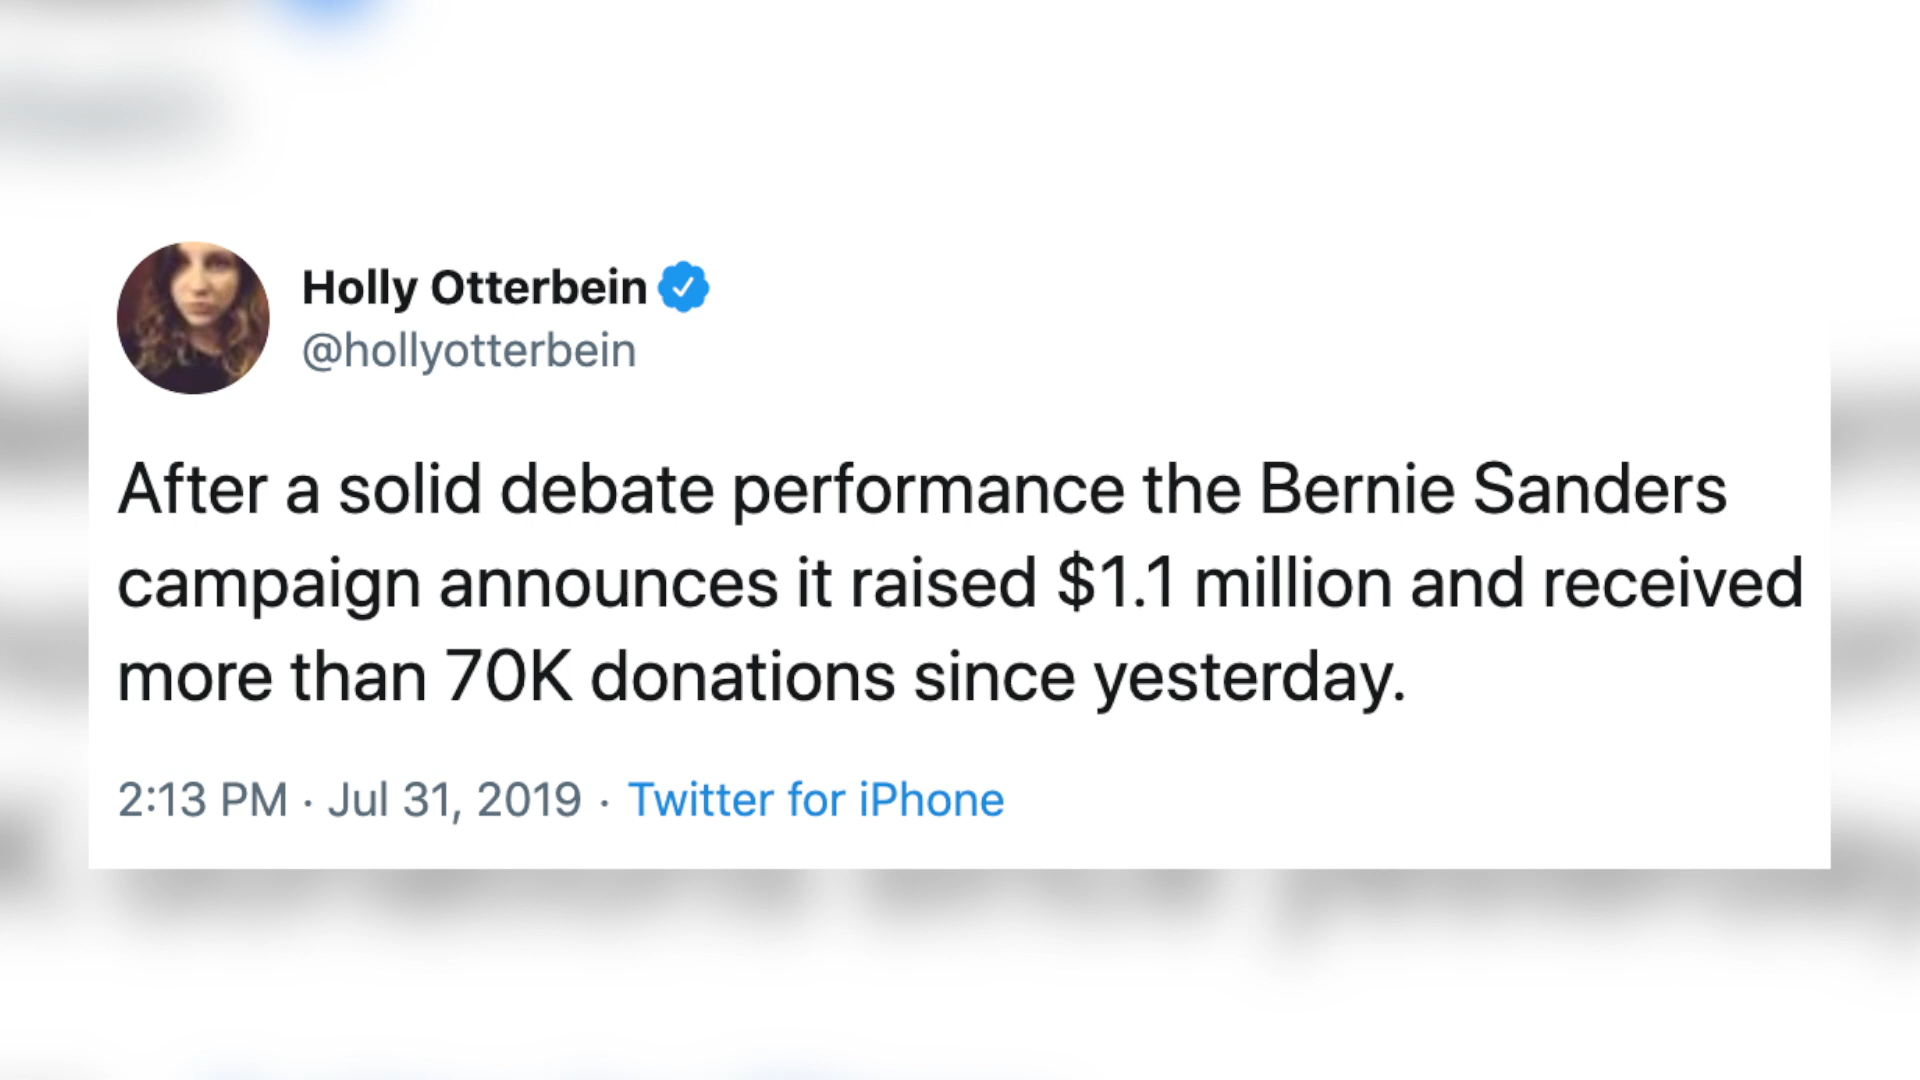 Holly Otterbein
@hollyotterbein
After a solid debate performance the Bernie Sanders
campaign announces it raised $1.1 million and received
more than 70K donations since yesterday.
2:13 PM · Jul 31, 2019 · Twitter for iPhone